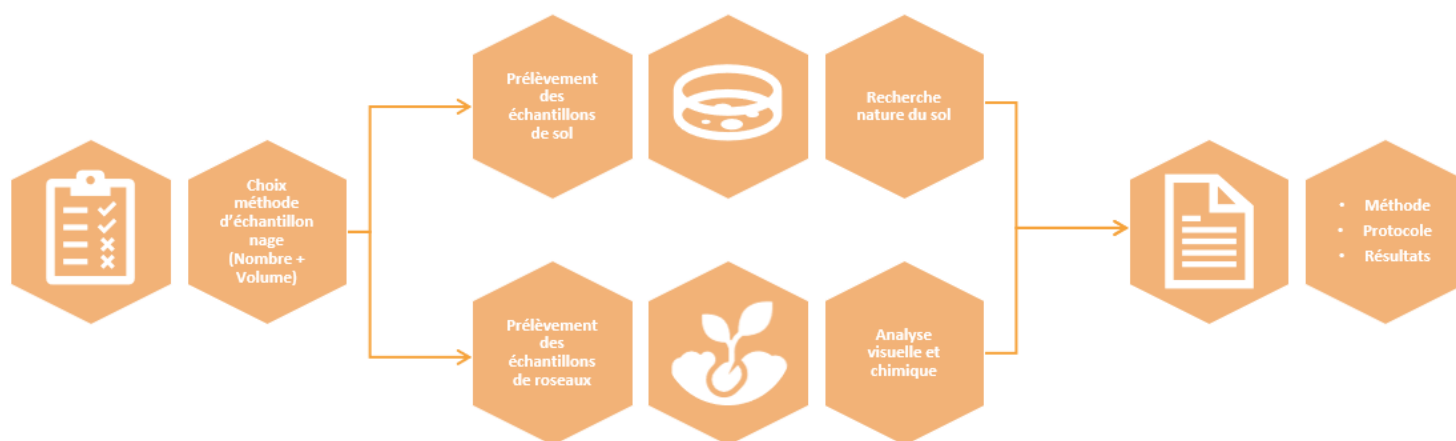 Choix
méthode
d'échantillon
nage
(Nombre +
Volume)
Prélèvement
des
échantillons
de sol
Recherche
nature du sol
Prélèvement
des
échantillons
de roseaux
Analyse
visuelle et
chimique
• Méthode
• Protocole
• Résultats